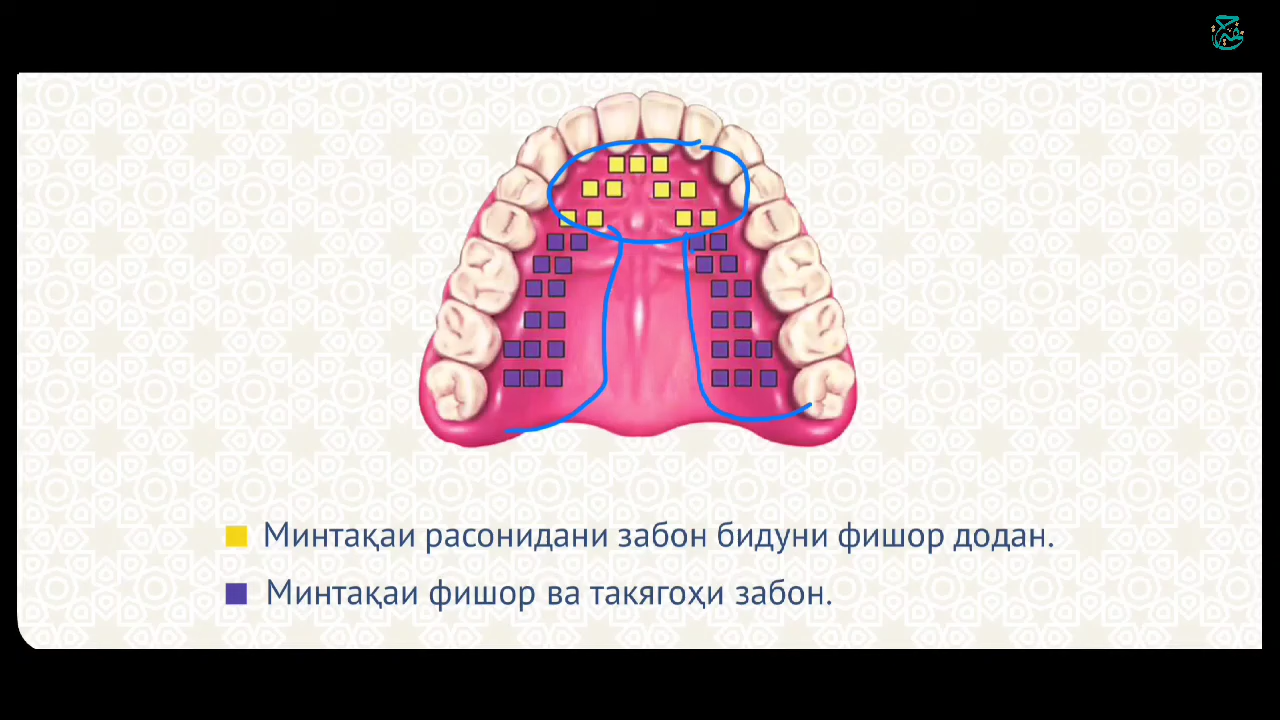 Минтақаи расонидани забон бидуни фишор додан.
Минтақаи фишор ва такягоҳи забон.